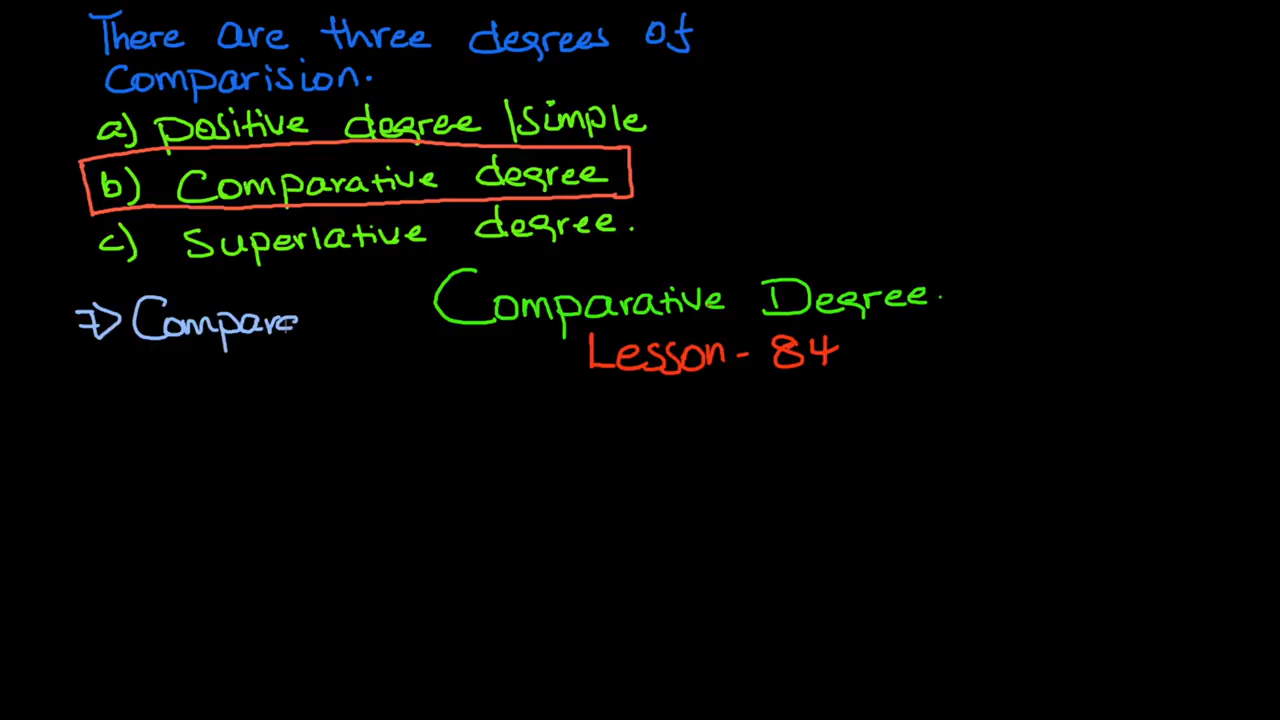 There are three degrees of
Comparision.
a) positive degree |simple
b) Comparative degree
c) Superlative degree.
Comparative Degree.
Lesson - 84
⇒ Compare